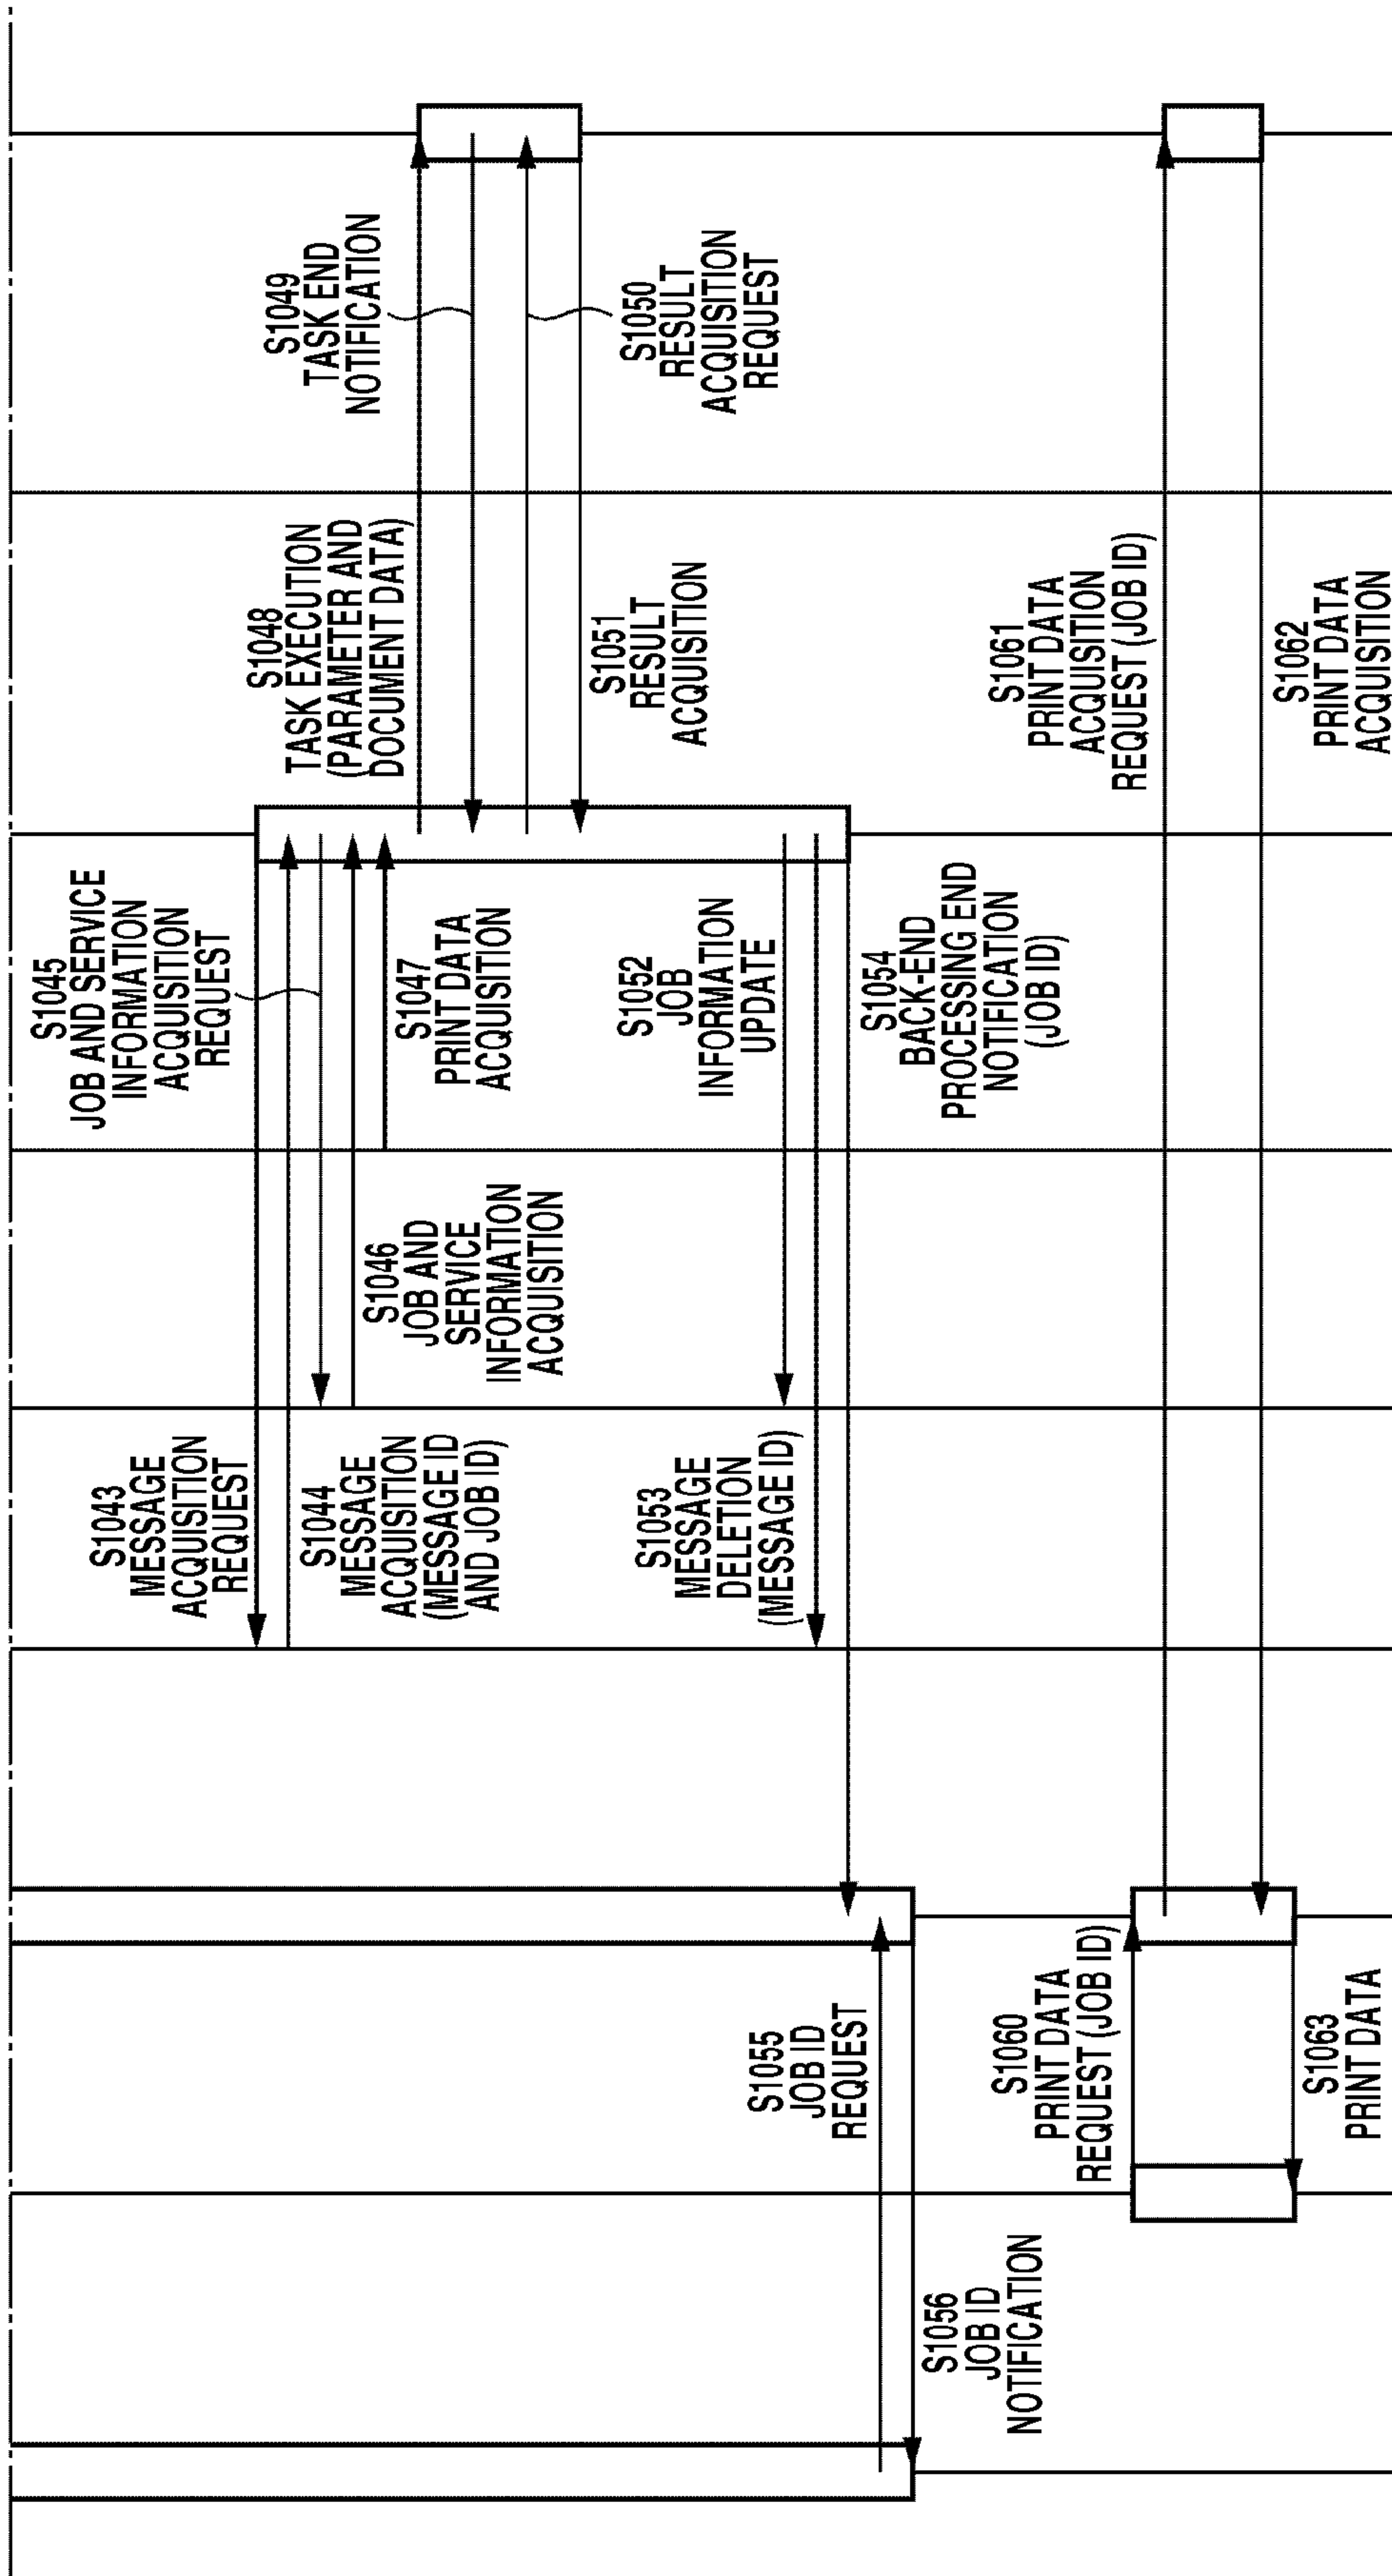 S1043
MESSAGE
ACQUISITION
REQUEST
S1044
MESSAGE
ACQUISITION
(MESSAGE ID
AND JOB ID)
S1045
JOB AND SERVICE
INFORMATION
ACQUISITION
REQUEST
S1046
JOB AND
SERVICE
INFORMATION
ACQUISITION
S1047
PRINT DATA
ACQUISITION
S1048
TASK EXECUTION
(PARAMETER AND
DOCUMENT DATA)
S1049
TASK END
NOTIFICATION
S1050
RESULT
ACQUISITION
REQUEST
S1051
RESULT
ACQUISITION
S1052
JOB
INFORMATION
UPDATE
S1053
MESSAGE
DELETION
(MESSAGE ID)
S1054
BACK-END
PROCESSING END
NOTIFICATION
(JOB ID)
S1055
JOB ID
REQUEST
S1056
JOB ID
NOTIFICATION
S1060
PRINT DATA
REQUEST (JOB ID)
S1061
PRINT DATA
ACQUISITION
REQUEST (JOB ID)
S1062
PRINT DATA
ACQUISITION
S1063
PRINT DATA